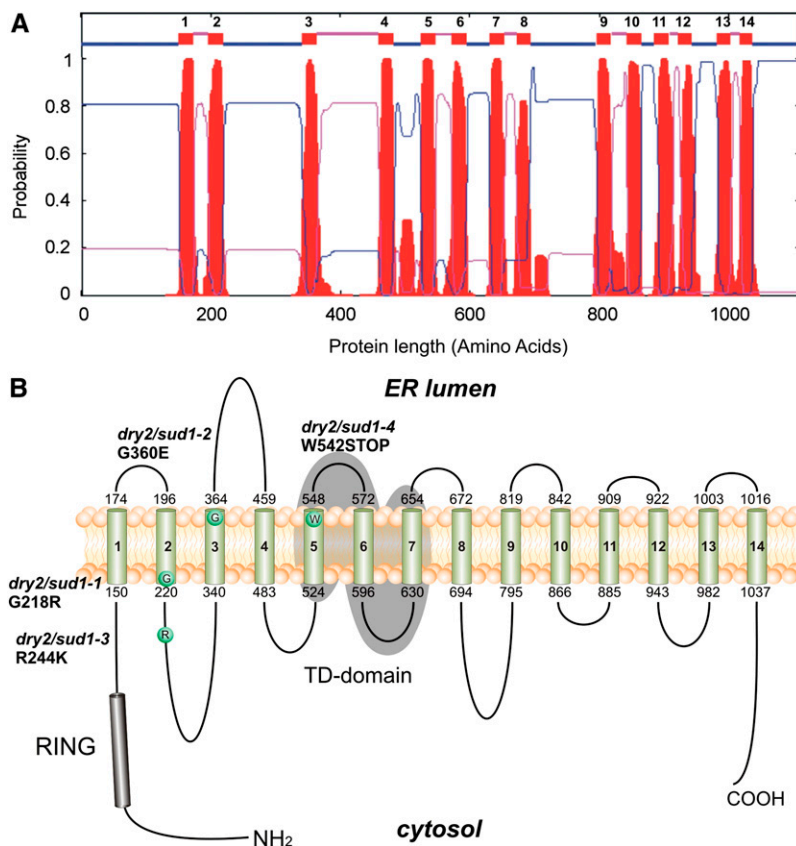 A
1 2 3 4 5 6 7 8 9 10 11 12 13 14
1
0.8
0.6
0.4
0.2
0
Probability
0 200 400 600 800 1000
Protein length (Amino Acids)
B
ER lumen
dry2/sud1-2
G360E
dry2/sud1-4
W542STOP
174 196 364 459 548 572 654 672 819 842 909 922 1003 1016
G W
1 2 3 4 5 6 7 8 9 10 11 12 13 14
G
dry2/sud1-1
G218R
150 220 340 483 524 596 630 694 795 866 885 943 982 1037
R
dry2/sud1-3
R244K
TD-domain
RING
COOH
NH2
cytosol